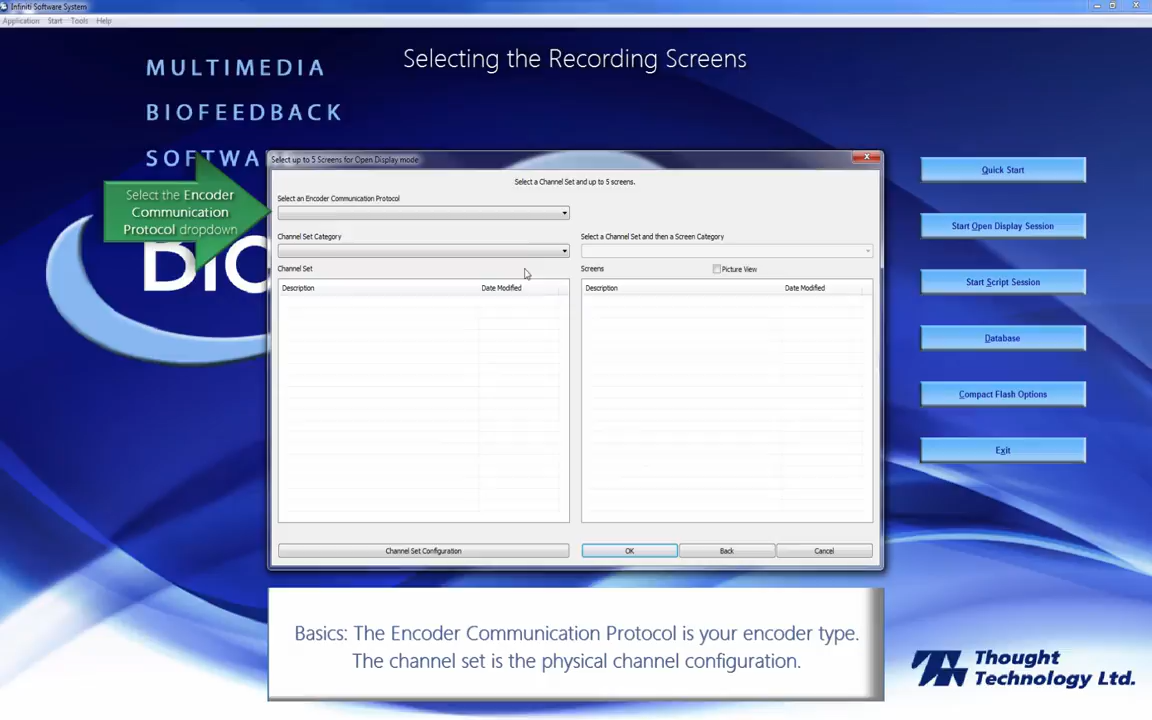 Infiniti Software System
Application Start Tools Help
MULTIMEDIA
BIOFEEDBACK
SOFTWA
Selecting the Recording Screens
Select the Encoder
Communication
Protocol dropdown
BIO
Select up to 5 Screens for Open Display mode
Select a Channel Set and up to 5 screens.
Select an Encoder Communication Protocol
Channel Set Category
Select a Channel Set and then a Screen Category
Channel Set
Screens
Picture View
Description Date Modified
Description Date Modified
Channel Set Configuration
OK
Back
Cancel
Quick Start
Start Open Display Session
Start Script Session
Database
Compact Flash Options
Exit
Basics: The Encoder Communication Protocol is your encoder type.
The channel set is the physical channel configuration.
Thought
Technology Ltd.